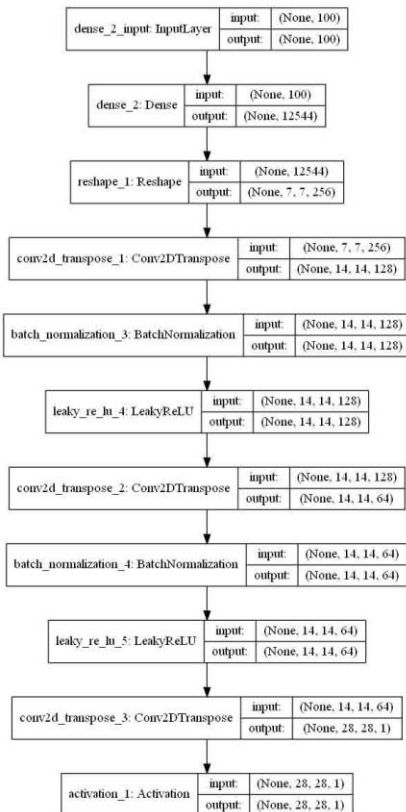 dense_2_input: InputLayer
input: (None, 100)
output: (None, 100)
dense_2: Dense
input: (None, 100)
output: (None, 12544)
reshape_1: Reshape
input: (None, 12544)
output: (None, 7, 7, 256)
conv2d_transpose_1: Conv2DTranspose
input: (None, 7, 7, 256)
output: (None, 14, 14, 128)
batch_normalization_3: BatchNormalization
input: (None, 14, 14, 128)
output: (None, 14, 14, 128)
leaky_re_lu_4: LeakyReLU
input: (None, 14, 14, 128)
output: (None, 14, 14, 128)
conv2d_transpose_2: Conv2DTranspose
input: (None, 14, 14, 128)
output: (None, 14, 14, 64)
batch_normalization_4: BatchNormalization
input: (None, 14, 14, 64)
output: (None, 14, 14, 64)
leaky_re_lu_5: LeakyReLU
input: (None, 14, 14, 64)
output: (None, 14, 14, 64)
conv2d_transpose_3: Conv2DTranspose
input: (None, 14, 14, 64)
output: (None, 28, 28, 1)
activation_1: Activation
input: (None, 28, 28, 1)
output: (None, 28, 28, 1)